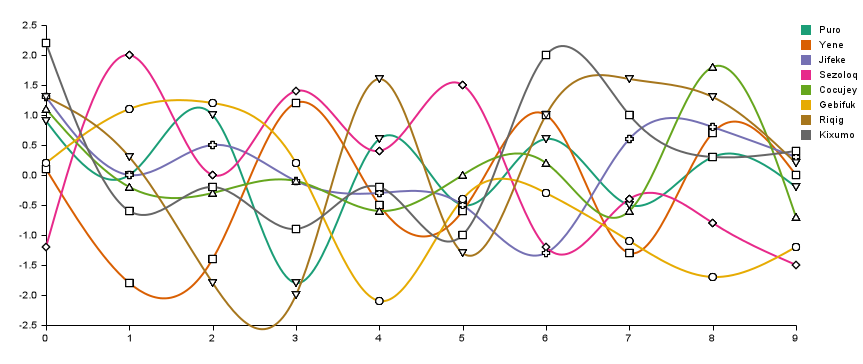 2.5
2.0
1.5
1.0
0.5
0.0
-0.5
-1.0
-1.5
-2.0
-2.5
0 1 2 3 4 5 6 7 8 9
Puro
Yene
Jifeke
Sezoloq
Cocujey
Gebifuk
Riqig
Kixumo